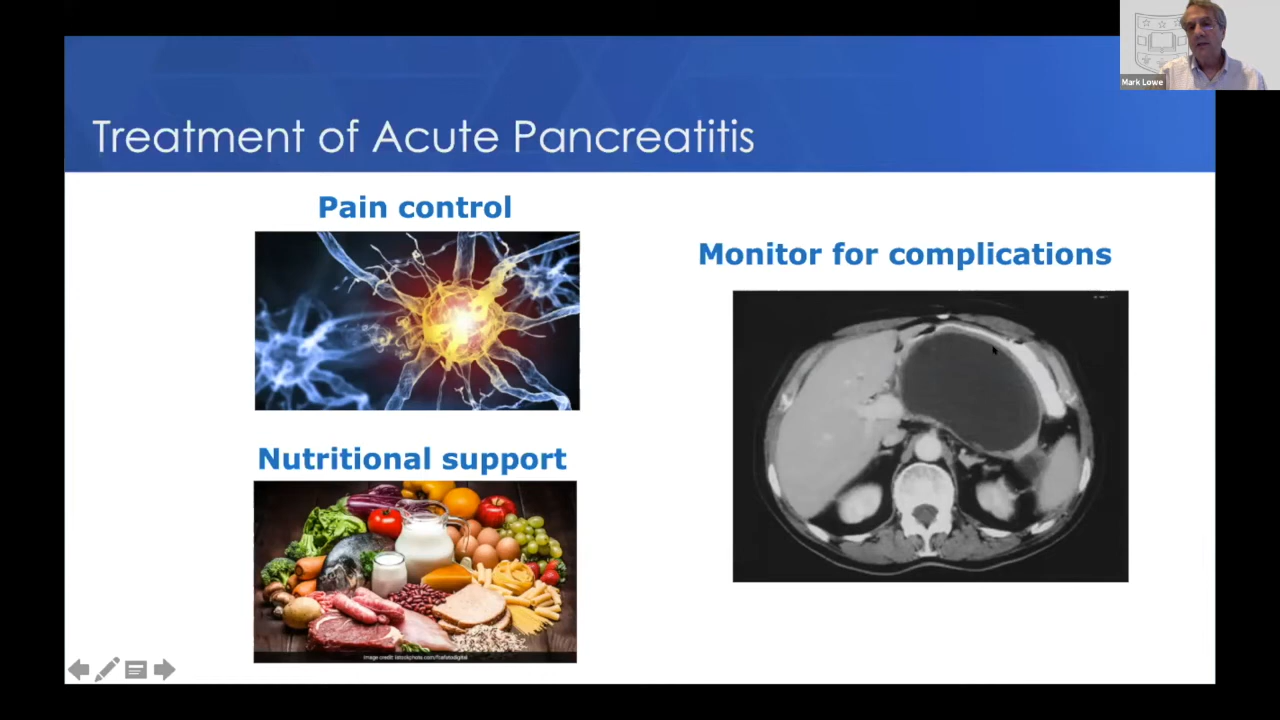 Mark Lowe
Treatment of Acute Pancreatitis
Pain control
Monitor for complications
Nutritional support